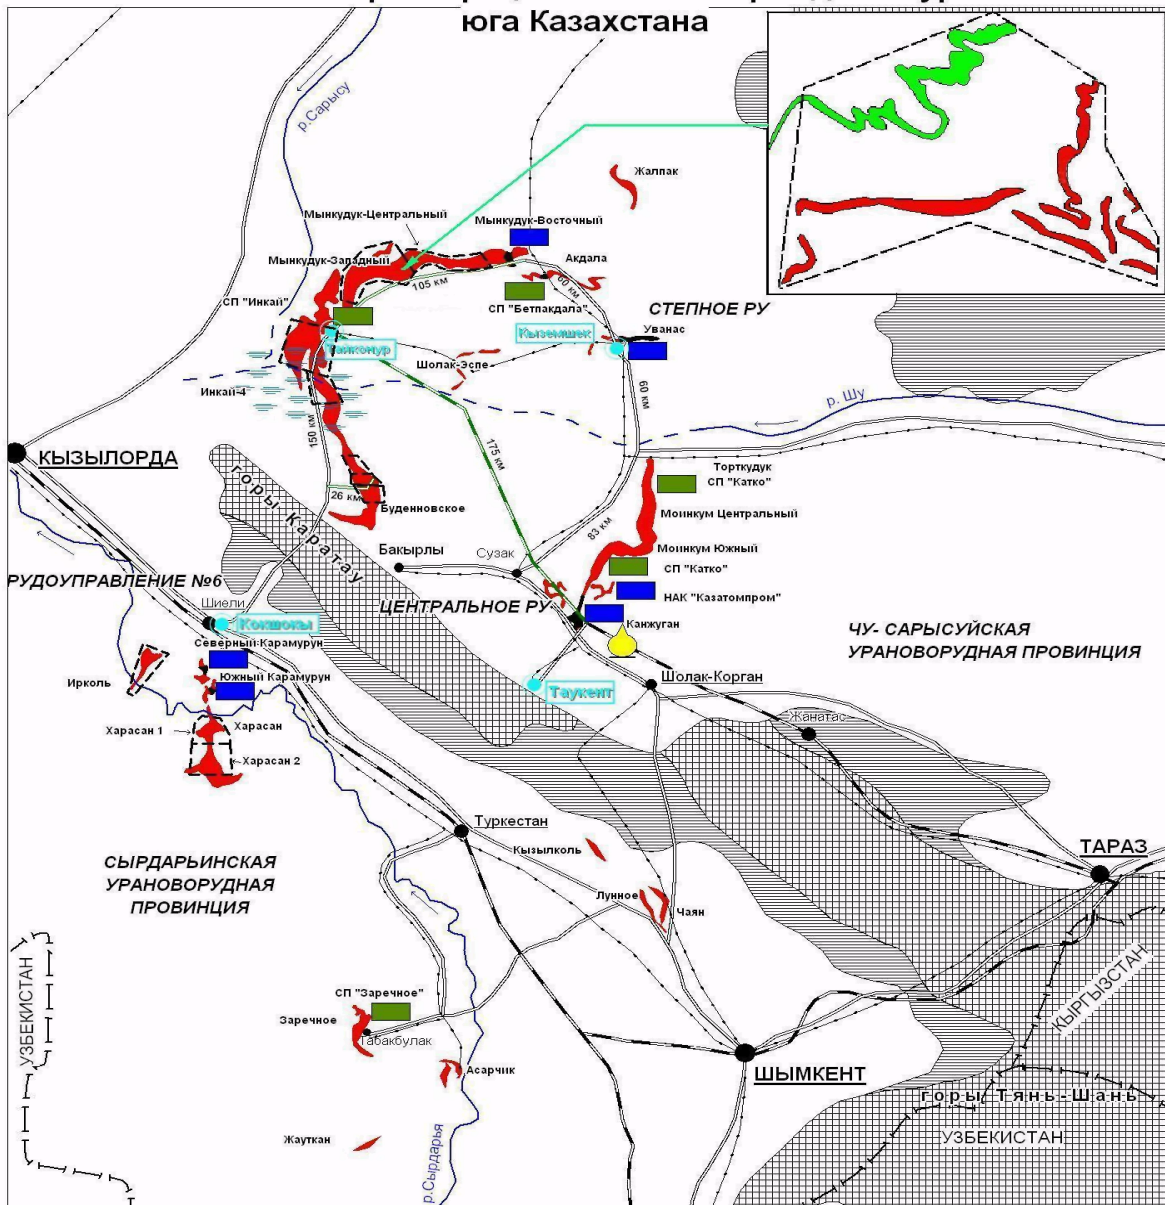 юга Казахстана
р.Сарысу
Жалпак
Мынкудук-Центральный
Мынкудук-Восточный
Мынкудук-Западный
Акдала
105 км
60 км
СП "Инкай"
СП "Бетпакдала"
СТЕПНОЕ РУ
Тайконур
Кыземшек
Уванас
Шолак-Эспе
Инкай-4
60 км
р. Шу
150 км
175 км
КЫЗЫЛОРДА
горы Каратау
26 км
Буденновское
Торткудук
СП "Катко"
Моинкум Центральный
83 км
Бакырлы
Сузак
Моинкум Южный
СП "Катко"
РУДОУПРАВЛЕНИЕ №6
НАК "Казатомпром"
Шиели
ЦЕНТРАЛЬНОЕ РУ
Канжуган
Кокшокы
ЧУ- САРЫСУЙСКАЯ
УРАНОВОРУДНАЯ ПРОВИНЦИЯ
Северный Карамурун
Ирколь
Южный Карамурун
Таукент
Шолак-Корган
Жанатас
Харасан 1
Харасан
Харасан 2
Туркестан
Кызылколь
ТАРАЗ
СЫРДАРЬИНСКАЯ
УРАНОВОРУДНАЯ
ПРОВИНЦИЯ
Лунное
Чаян
УЗБЕКИСТАН
КЫРГЫЗСТАН
СП "Заречное"
Заречное
Табакбулак
Асарчик
ШЫМКЕНТ
горы Тянь-Шань
Жауткан
УЗБЕКИСТАН
р.Сырдарья